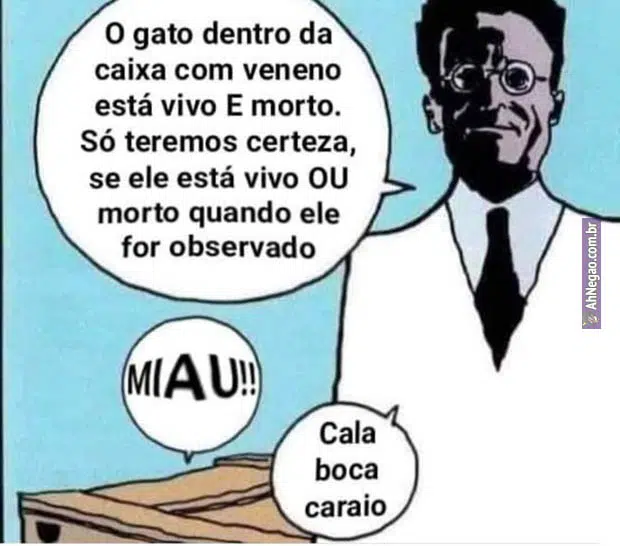 O gato dentro da
caixa com veneno
está vivo E morto.
Só teremos certeza,
se ele está vivo OU
morto quando ele
for observado
MIAU!!
Cala
boca
caraio
AhNegao.com.br